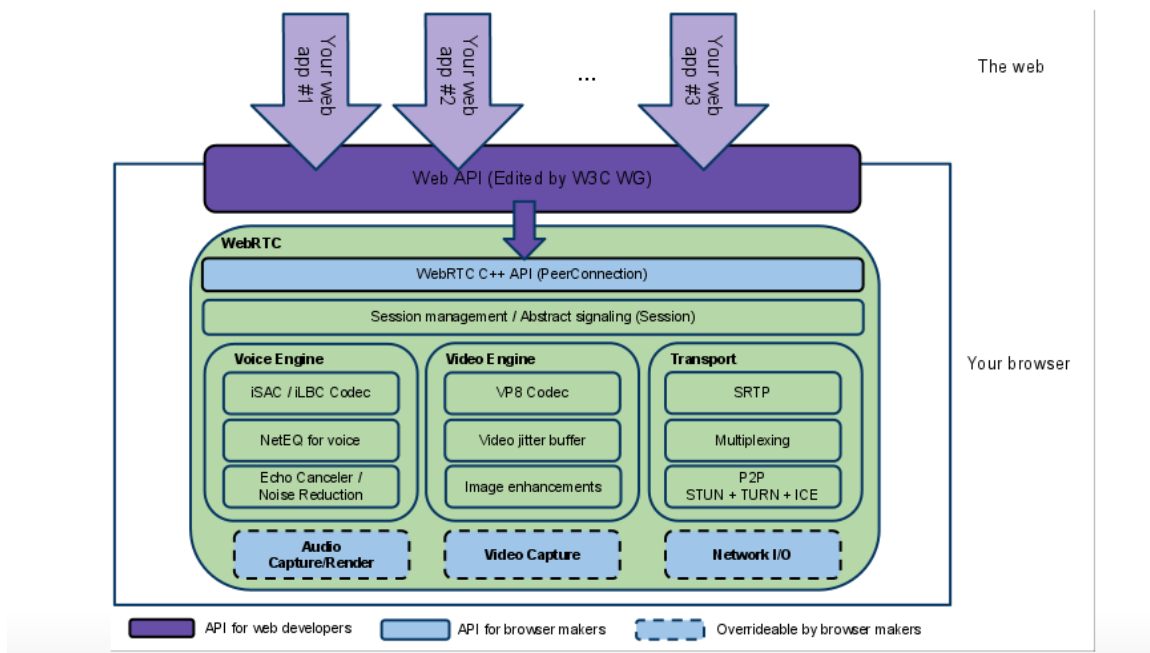 Your web
app #1
Your web
app #2
...
Your web
app #3
The web
Web API (Edited by W3C WG)
WebRTC
WebRTC C++ API (PeerConnection)
Session management / Abstract signaling (Session)
Your browser
Voice Engine
iSAC / iLBC Codec
NetEQ for voice
Echo Canceler /
Noise Reduction
Video Engine
VP8 Codec
Video jitter buffer
Image enhancements
Transport
SRTP
Multiplexing
P2P
STUN + TURN + ICE
Audio
Capture/Render
Video Capture
Network I/O
API for web developers
API for browser makers
Overrideable by browser makers